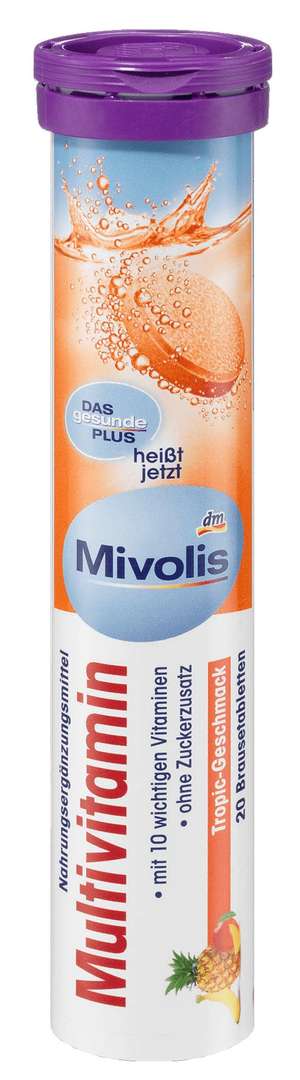 DAS
gesunde
PLUS
heißt
jetzt
dm
Mivolis
Nahrungsergänzungsmittel
Multivitamin
• mit 10 wichtigen Vitaminen
• ohne Zuckerzusatz
Tropic-Geschmack
20 Brausetabletten